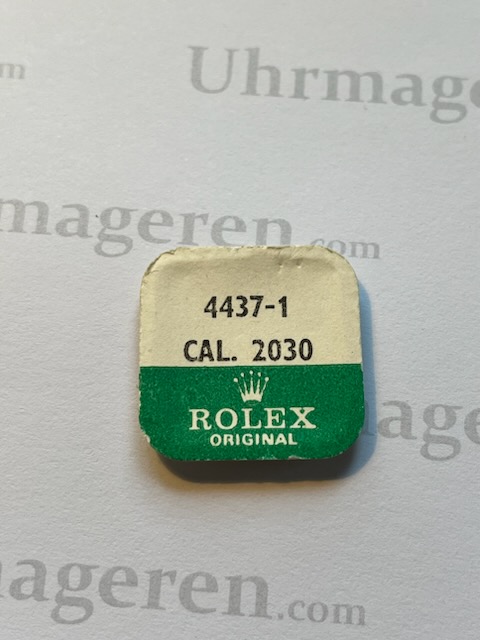 m
Uhrmage
mageren.com
4437-1
CAL. 2030
ROLEX
ORIGINAL
age
mageren.com